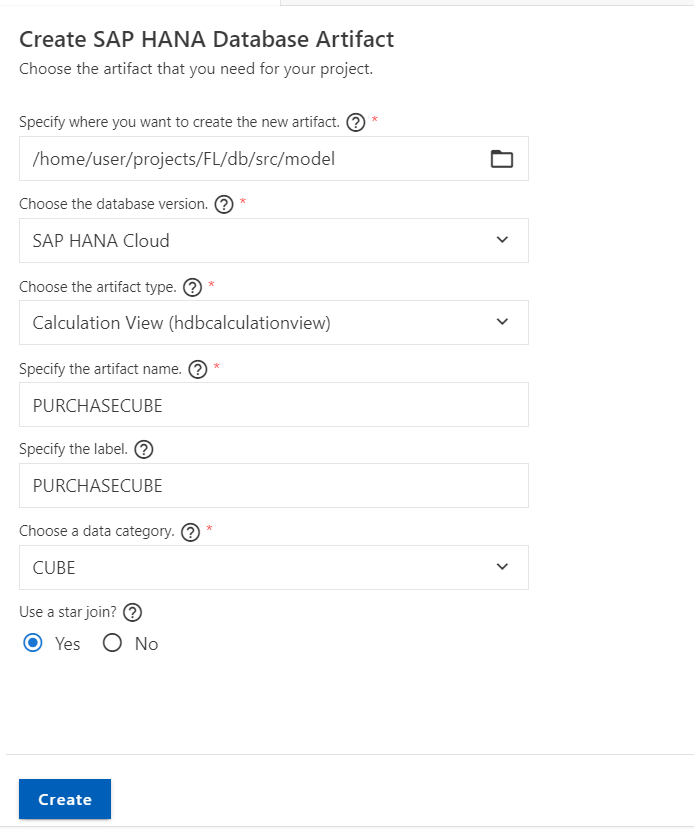 Create SAP HANA Database Artifact
Choose the artifact that you need for your project.
Specify where you want to create the new artifact. ? *
/home/user/projects/FL/db/src/model
Choose the database version. ? *
SAP HANA Cloud
Choose the artifact type. ? *
Calculation View (hdbcalculationview)
Specify the artifact name. ? *
PURCHASECUBE
Specify the label. ?
PURCHASECUBE
Choose a data category. ? *
CUBE
Use a star join? ?
Yes No
Create